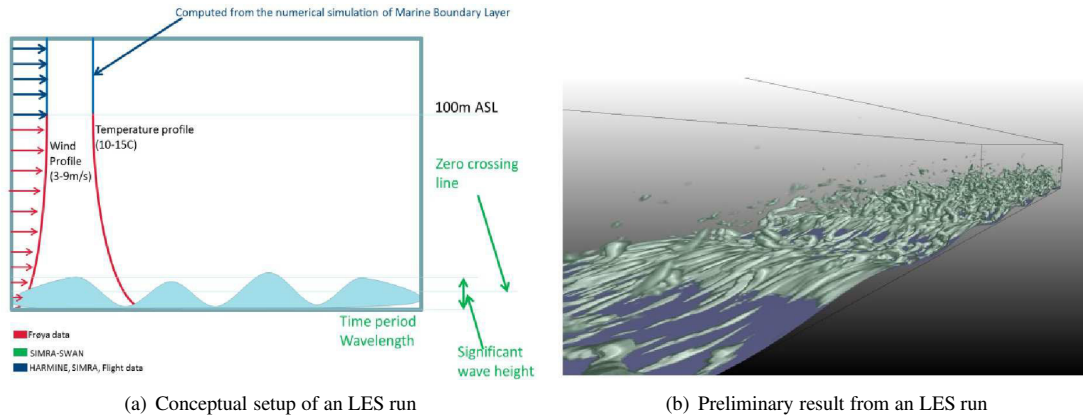 Computed from the numerical simulation of Marine Boundary Layer
100m ASL
Temperature profile
(10-15C)
Wind
Profile
(3-9m/s)
Zero crossing
line
Time period
Wavelength
Significant
wave height
Frøya data
SIMRA-SWAN
HARMINE, SIMRA, Flight data
(a) Conceptual setup of an LES run
(b) Preliminary result from an LES run